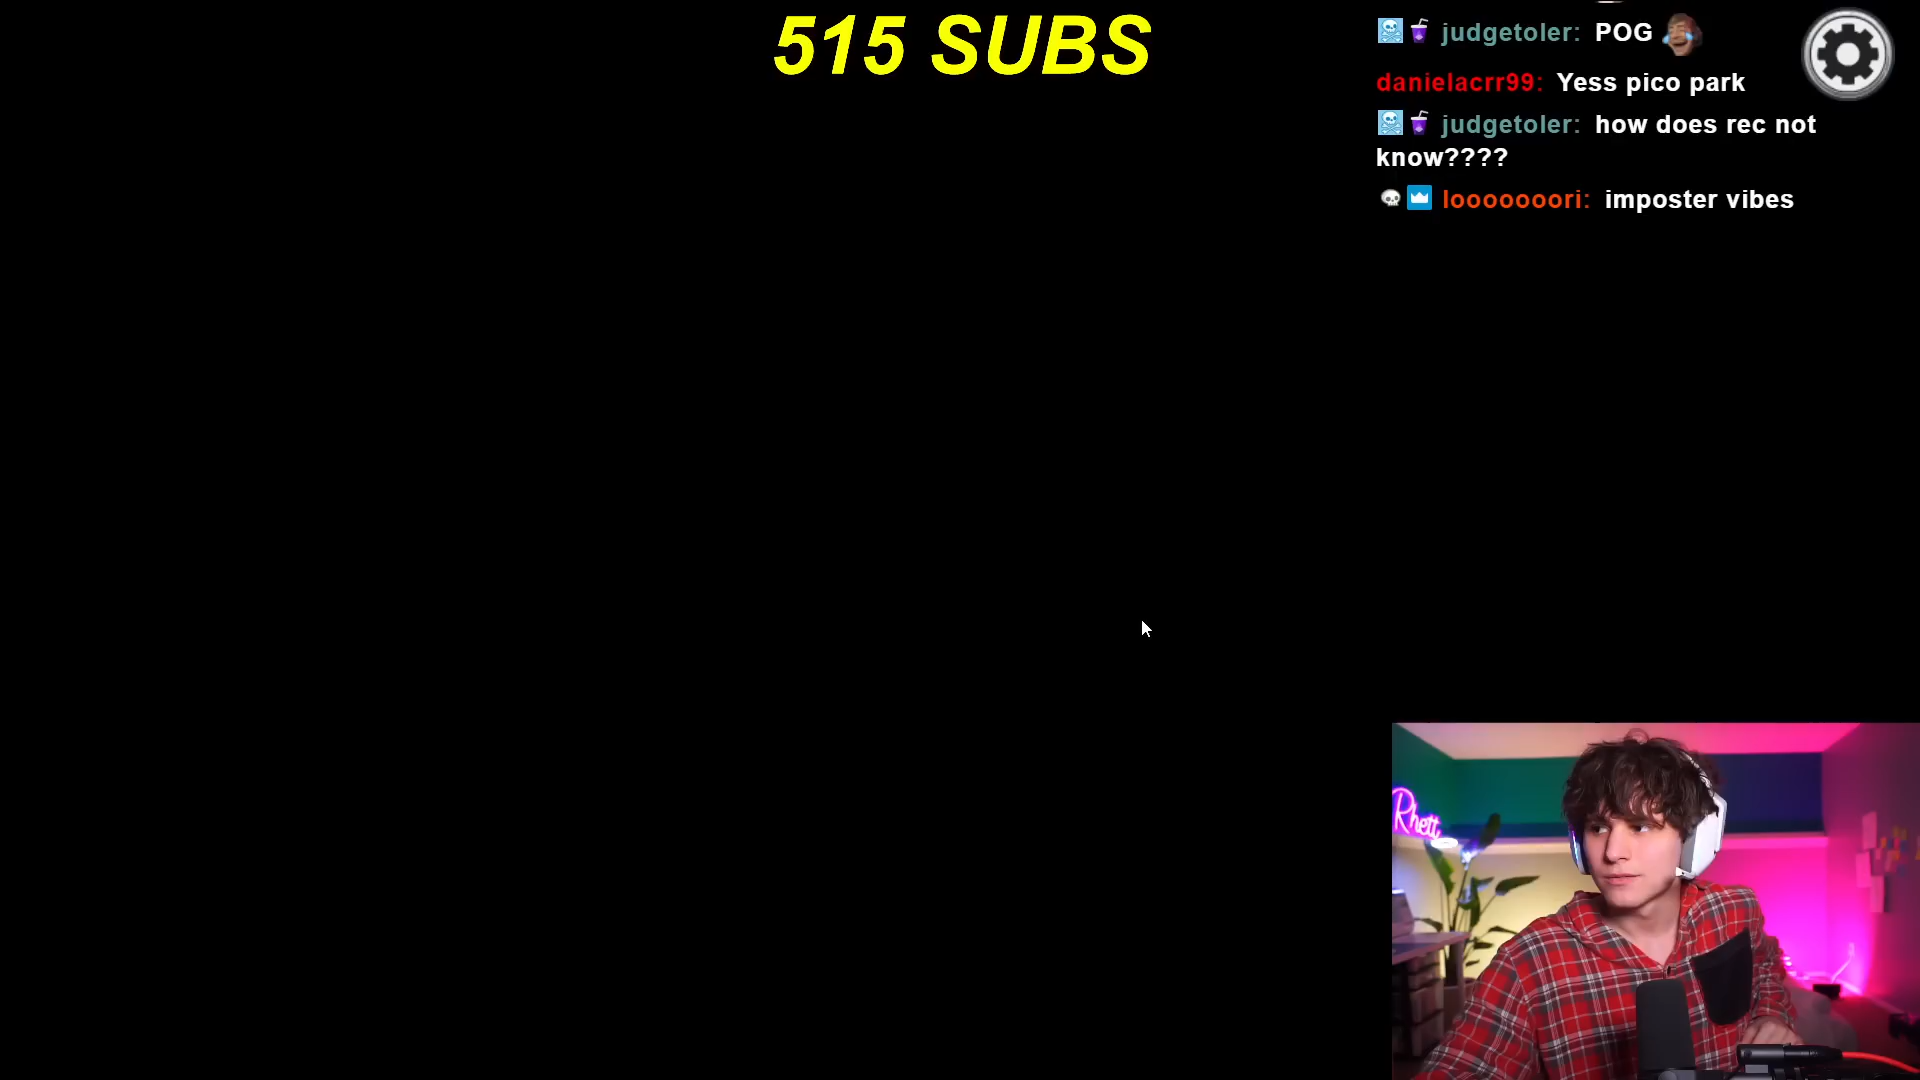 515 SUBS
judgetoler: POG
danielacrr99: Yess pico park
judgetoler: how does rec not
know????
looooooori: imposter vibes
Rhett